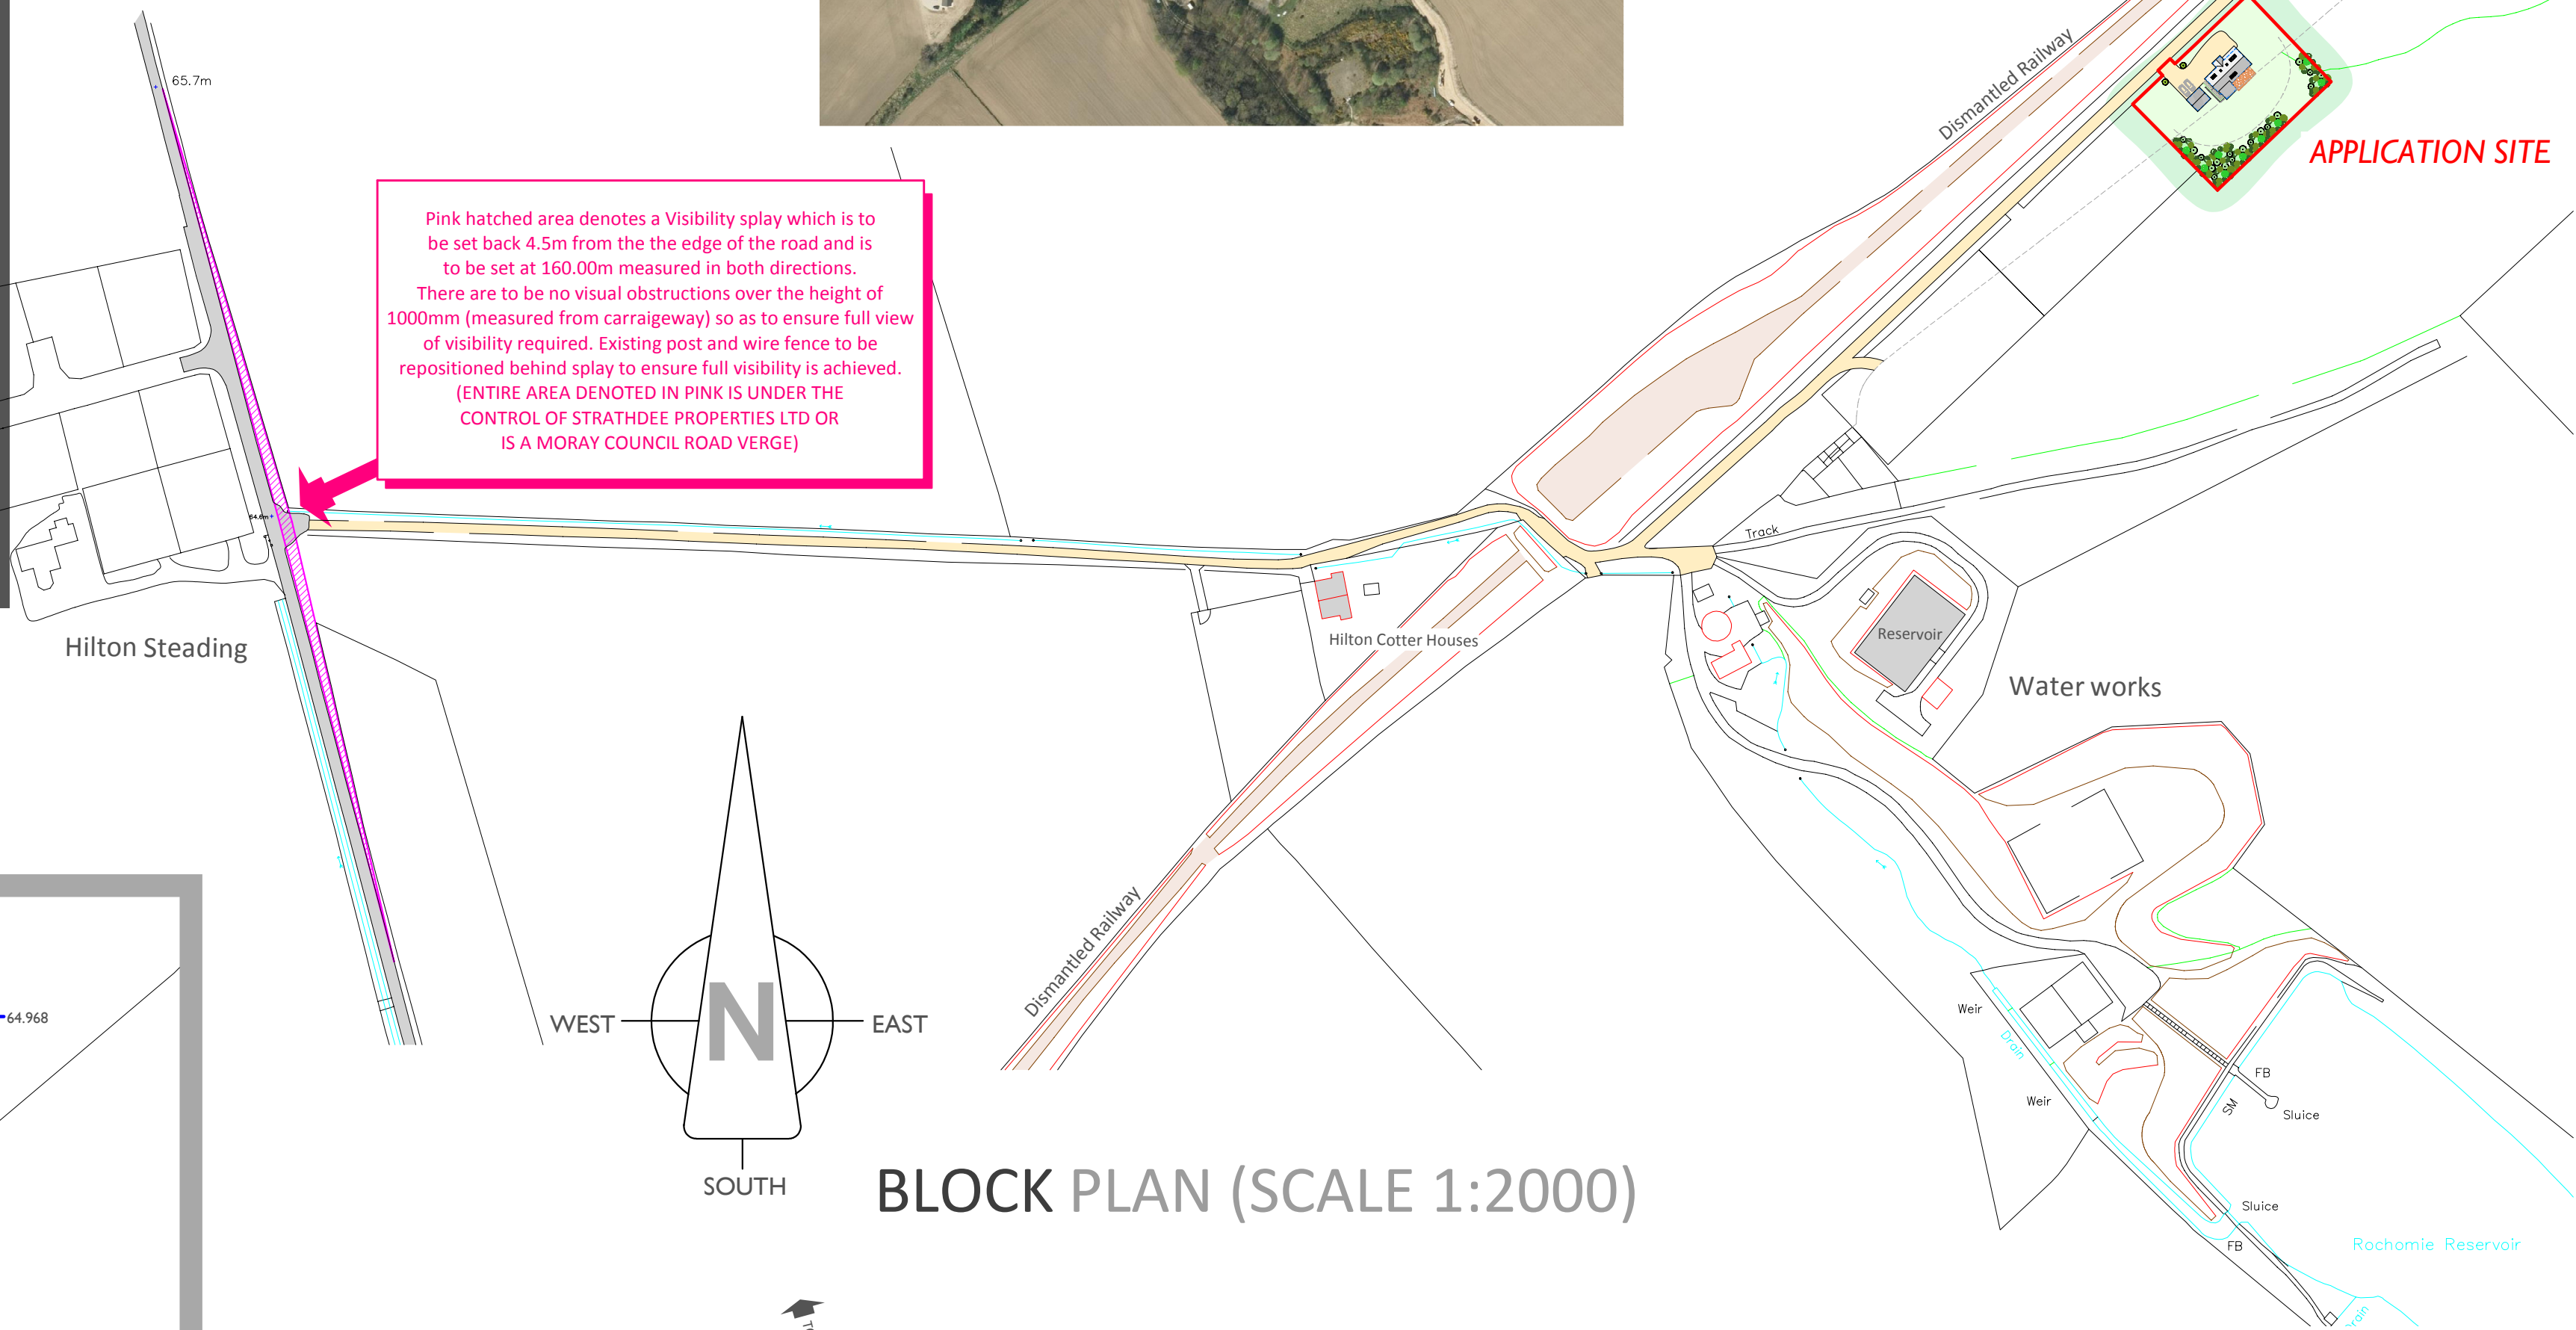 65.7m
Pink hatched area denotes a Visibility splay which is to
be set back 4.5m from the the edge of the road and is
to be set at 160.00m measured in both directions.
There are to be no visual obstructions over the height of
1000mm (measured from carraigeway) so as to ensure full view
of visibility required. Existing post and wire fence to be
repositioned behind splay to ensure full visibility is achieved.
(ENTIRE AREA DENOTED IN PINK IS UNDER THE
CONTROL OF STRATHDEE PROPERTIES LTD OR
IS A MORAY COUNCIL ROAD VERGE)
Dismantled Railway
APPLICATION SITE
64.6m
Track
Hilton Steading
Hilton Cotter Houses
Reservoir
Water works
Dismantled Railway
64.968
N
WEST
EAST
SOUTH
BLOCK PLAN (SCALE 1:2000)
Weir
Drain
Weir
FB
SM
Sluice
Sluice
FB
Rochomie Reservoir
Drain